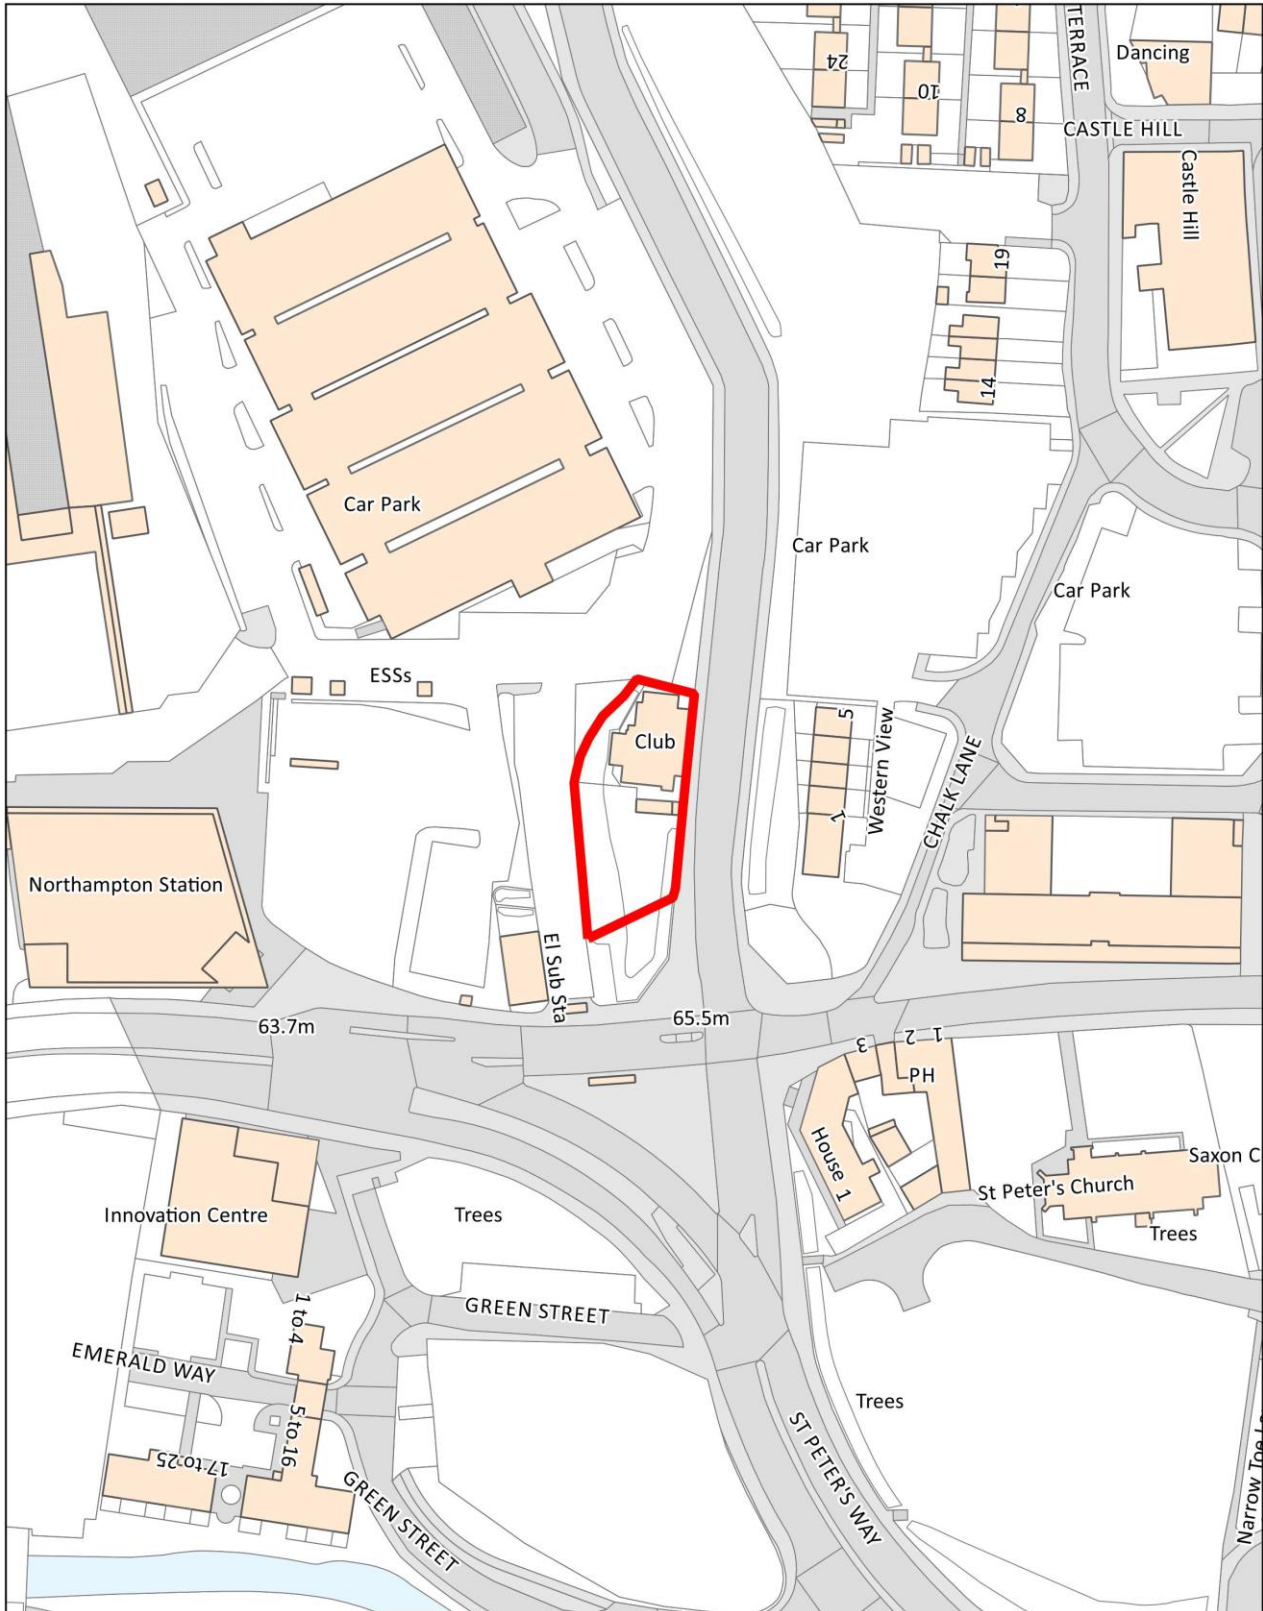 TERRACE
24
10
8
Dancing
CASTLE HILL
Castle Hill
19
14
Car Park
Car Park
Car Park
ESSs
Club
5
1
Western View
CHALK LANE
Northampton Station
El Sub Sta
63.7m
65.5m
3
2
1
PH
House 1
St Peter's Church
Saxon C
Trees
Innovation Centre
Trees
GREEN STREET
1 to 4
EMERALD WAY
5 to 16
17 to 25
GREEN STREET
ST PETER'S WAY
Trees
Narrow Toe La